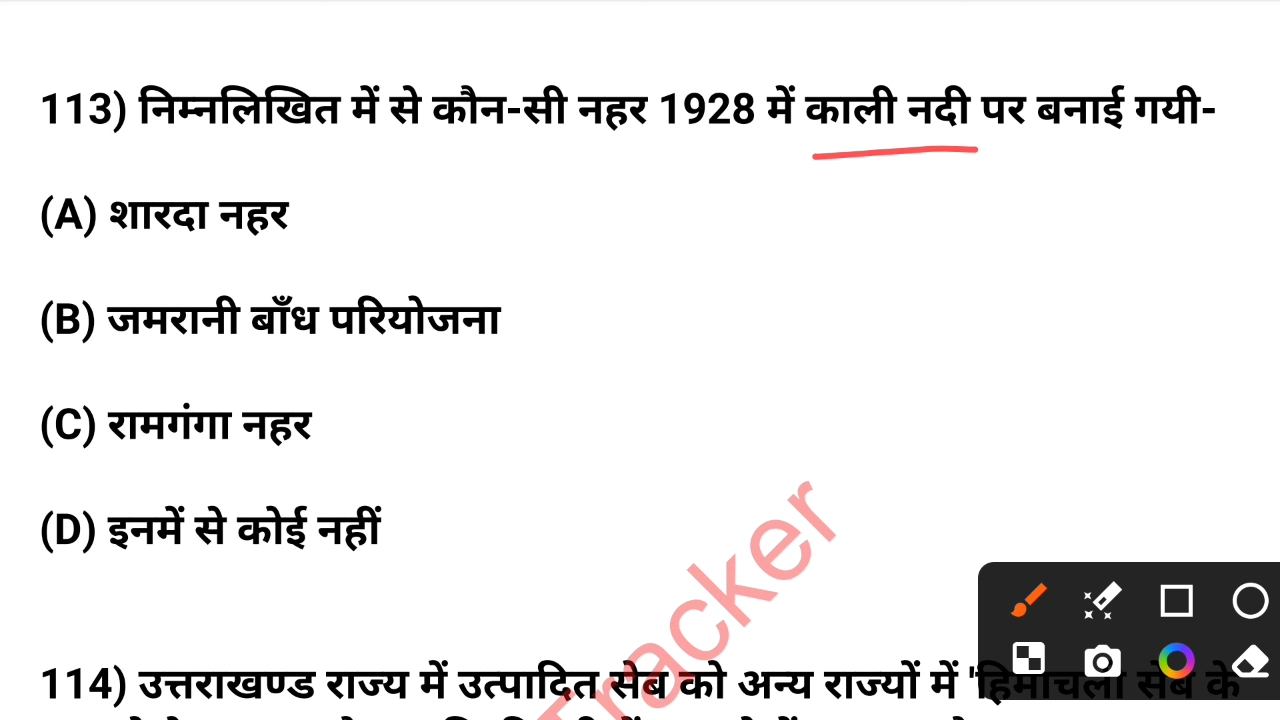 113) निम्नलिखित में से कौन-सी नहर 1928 में काली नदी पर बनाई गयी-
(A) शारदा नहर
(B) जमरानी बाँध परियोजना
(C) रामगंगा नहर
(D) इनमें से कोई नहीं
Tracker
114) उत्तराखण्ड राज्य में उत्पादित सेब को अन्य राज्यों में 'हिमाचली सेब के